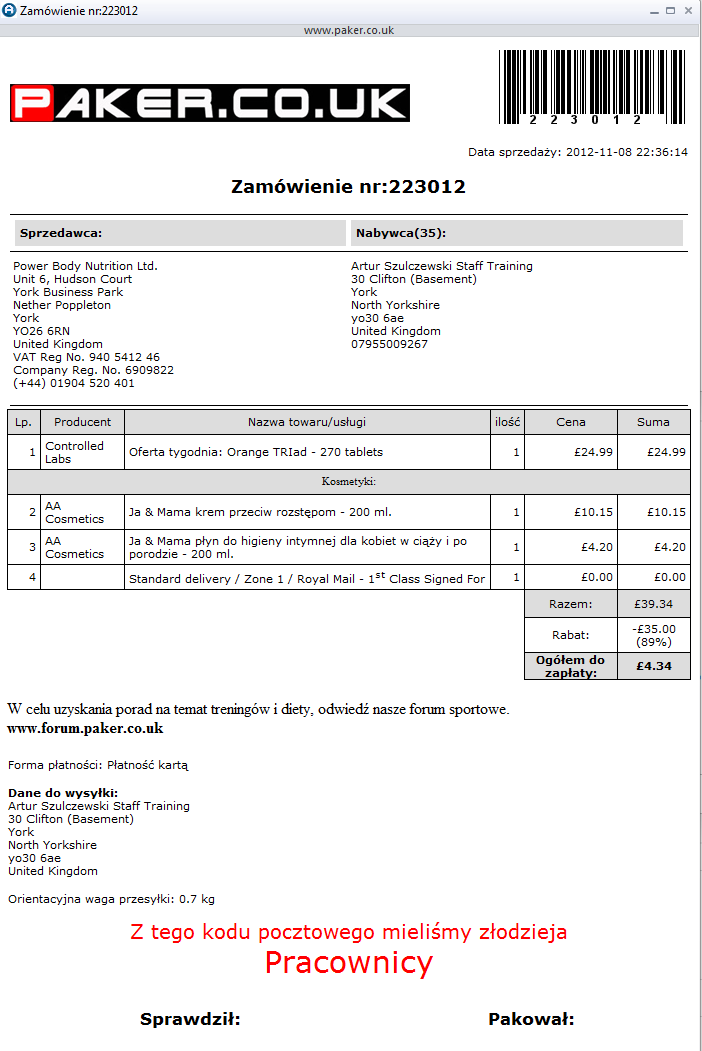 Zamówienie nr:223012
www.paker.co.uk
PAKER.CO.UK
223012
Data sprzedaży: 2012-11-08 22:36:14
Zamówienie nr:223012
Sprzedawca: Nabywca(35):
Power Body Nutrition Ltd.
Unit 6, Hudson Court
York Business Park
Nether Poppleton
York
YO26 6RN
United Kingdom
VAT Reg No. 940 5412 46
Company Reg. No. 6909822
(+44) 01904 520 401
Artur Szulczewski Staff Training
30 Clifton (Basement)
York
North Yorkshire
yo30 6ae
United Kingdom
07955009267
Lp. Producent Nazwa towaru/usługi ilość Cena Suma
1 Controlled Labs Oferta tygodnia: Orange TRIad - 270 tablets 1 £24.99 £24.99
Kosmetyki:
2 AA Cosmetics Ja & Mama krem przeciw rozstępom - 200 ml. 1 £10.15 £10.15
3 AA Cosmetics Ja & Mama płyn do higieny intymnej dla kobiet w ciąży i po porodzie - 200 ml. 1 £4.20 £4.20
4 Standard delivery / Zone 1 / Royal Mail - 1st Class Signed For 1 £0.00 £0.00
Razem: £39.34
Rabat: -£35.00 (89%)
Ogółem do zapłaty: £4.34
W celu uzyskania porad na temat treningów i diety, odwiedź nasze forum sportowe.
www.forum.paker.co.uk
Forma płatności: Płatność kartą
Dane do wysyłki:
Artur Szulczewski Staff Training
30 Clifton (Basement)
York
North Yorkshire
yo30 6ae
United Kingdom
Orientacyjna waga przesyłki: 0.7 kg
Z tego kodu pocztowego mieliśmy złodzieja
Pracownicy
Sprawdził: Pakował: